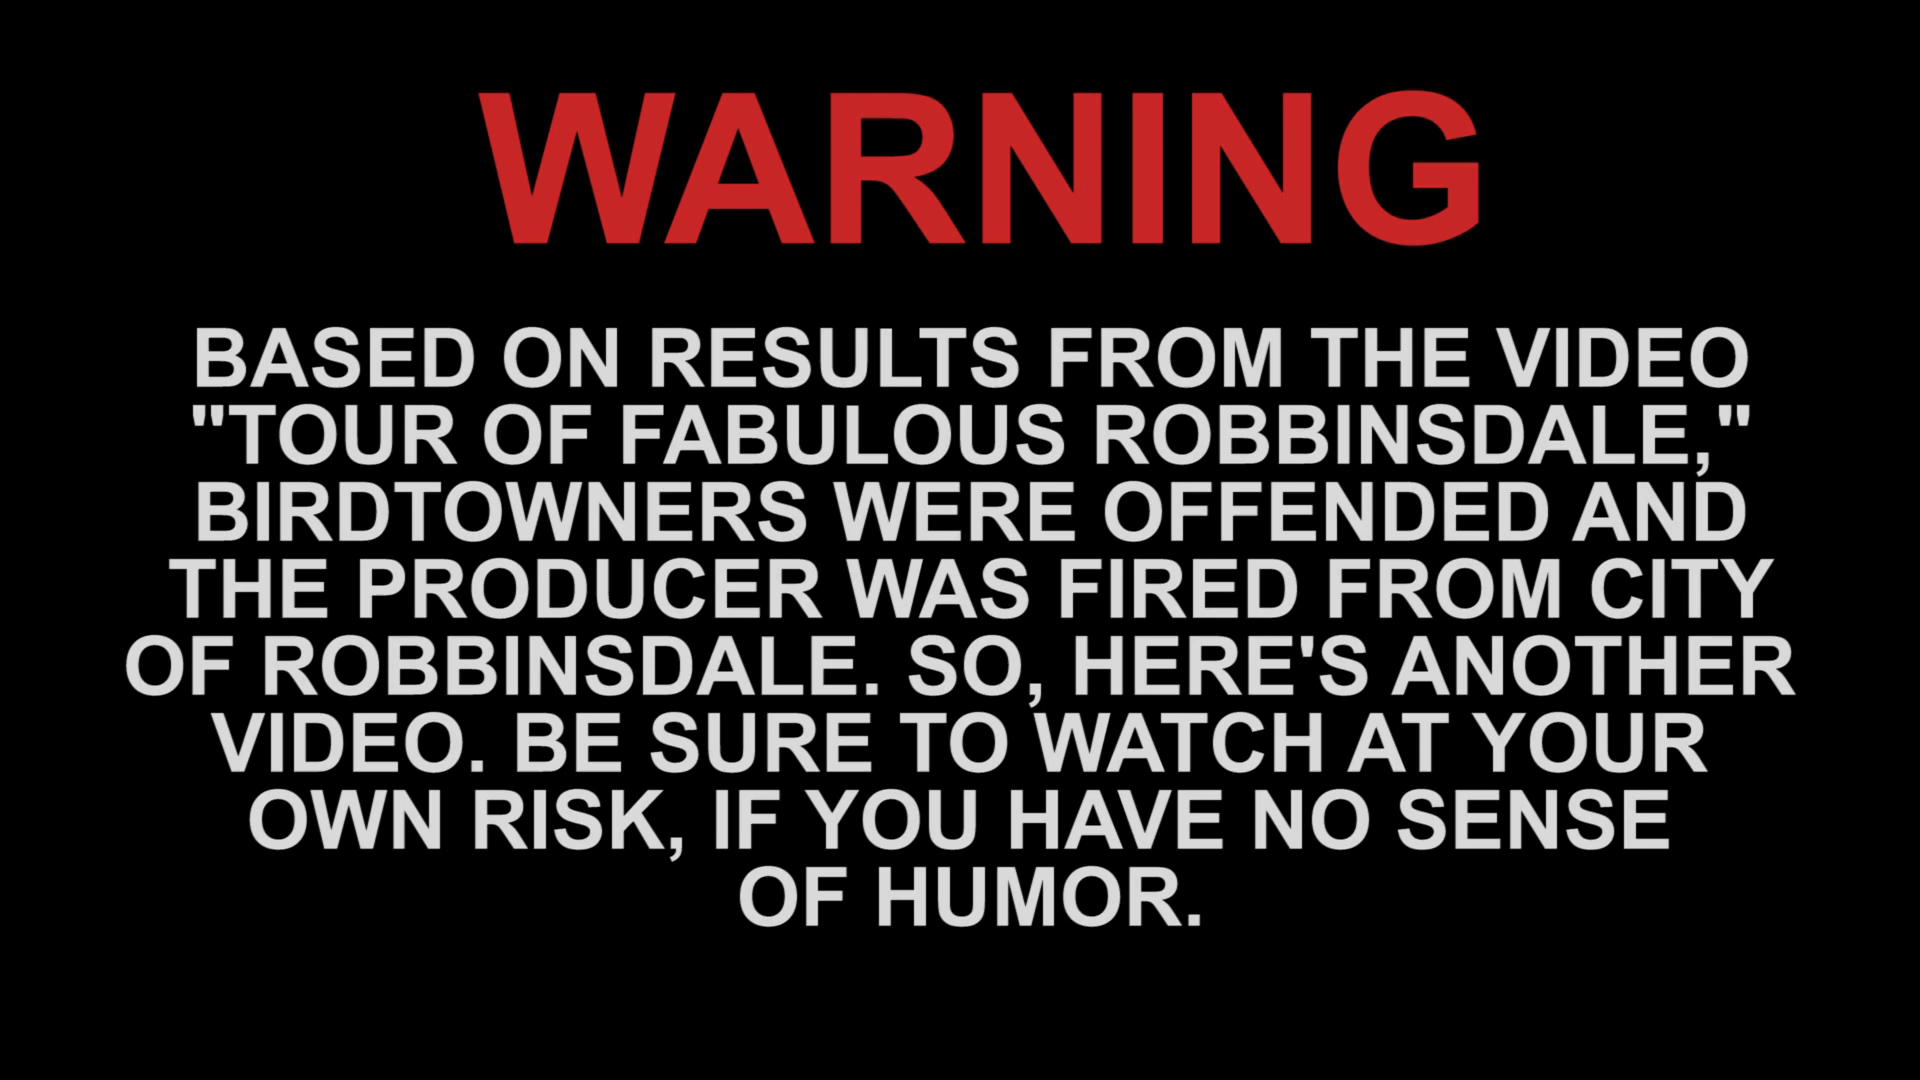 WARNING
BASED ON RESULTS FROM THE VIDEO
"TOUR OF FABULOUS ROBBINSDALE,"
BIRDTOWNERS WERE OFFENDED AND
THE PRODUCER WAS FIRED FROM CITY
OF ROBBINSDALE. SO, HERE'S ANOTHER
VIDEO. BE SURE TO WATCH AT YOUR
OWN RISK, IF YOU HAVE NO SENSE
OF HUMOR.